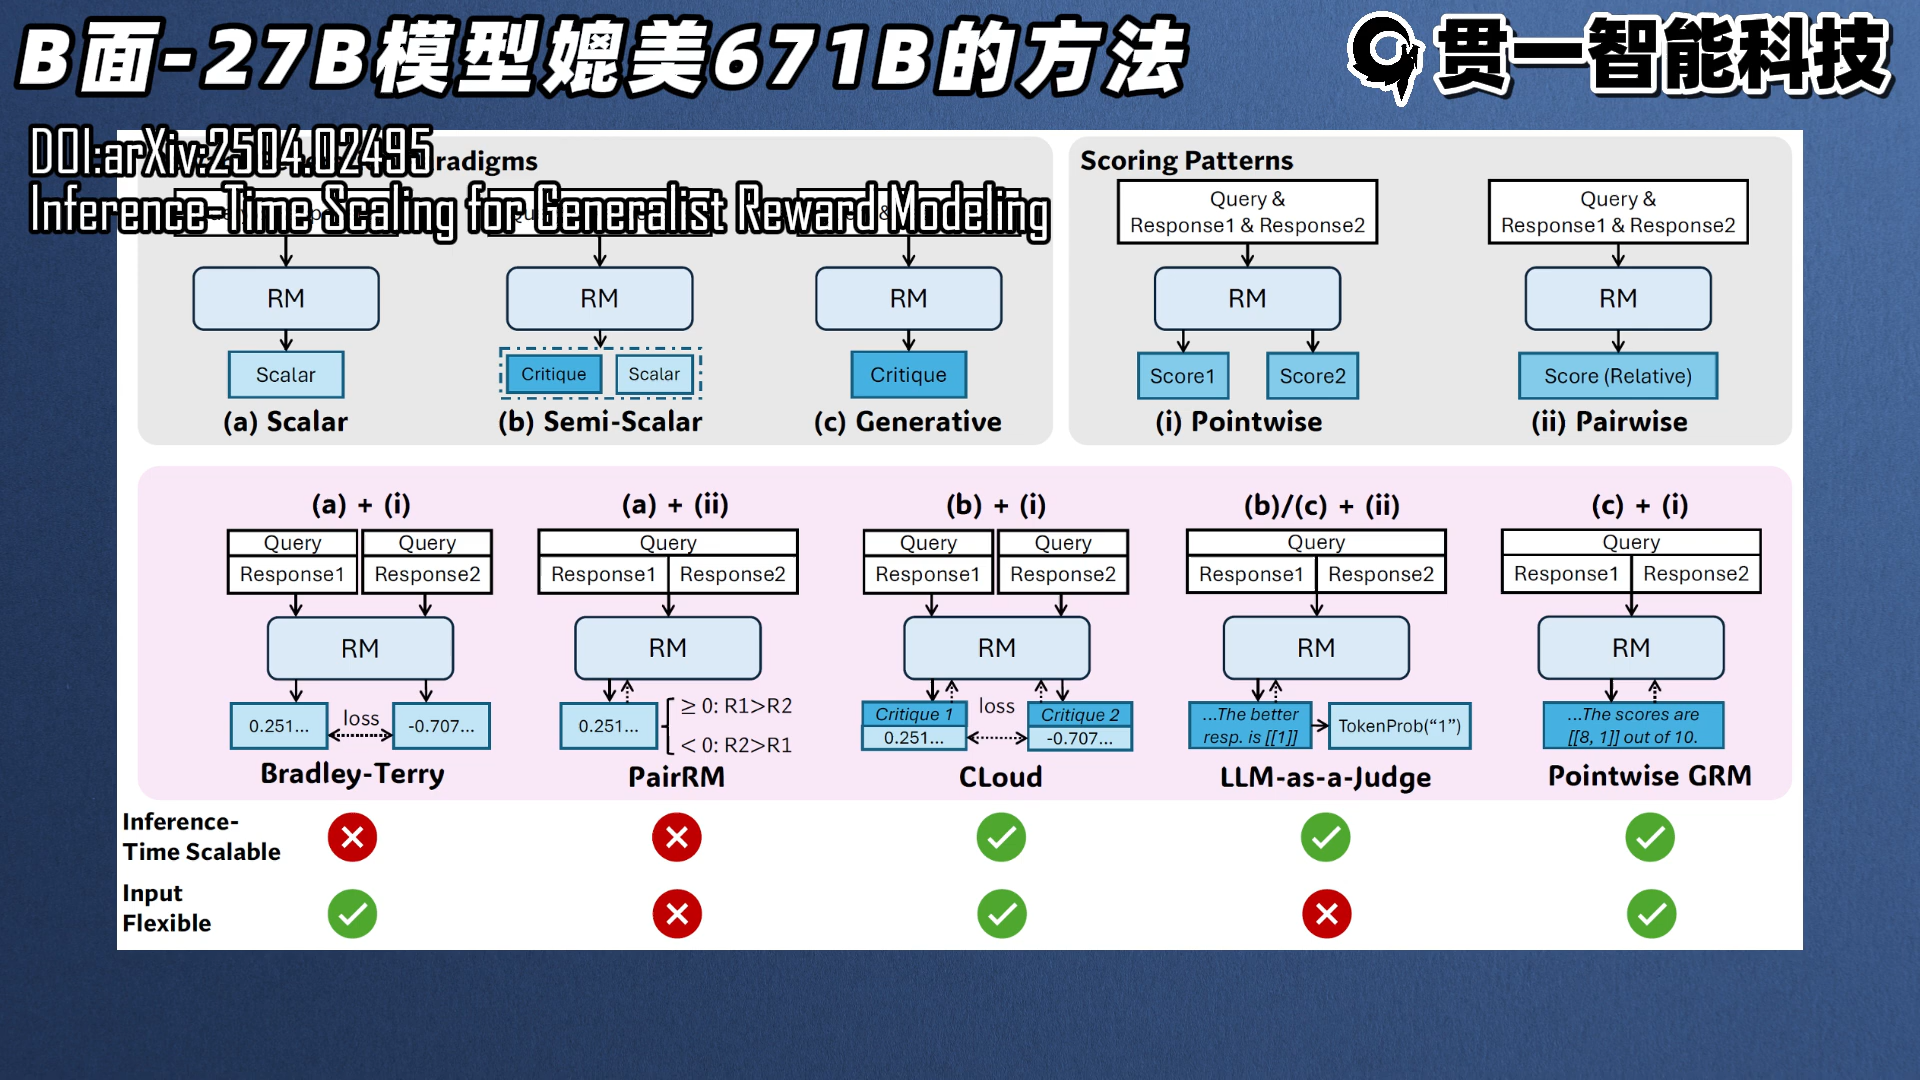 B面-27B模型媲美671B的方法
贯一智能科技
DOI:arXiv:2504.02495
Inference-Time Scaling for Generalist Reward Modeling
RM
Scalar
(a) Scalar
RM
Critique
Scalar
(b) Semi-Scalar
RM
Critique
(c) Generative
Scoring Patterns
Query &
Response1 & Response2
RM
Score1
Score2
(i) Pointwise
Query &
Response1 & Response2
RM
Score (Relative)
(ii) Pairwise
(a) + (i)
Query
Query
Response1
Response2
RM
0.251...
loss
-0.707...
Bradley-Terry
(a) + (ii)
Query
Response1
Response2
RM
0.251...
≥ 0: R1>R2
< 0: R2>R1
PairRM
(b) + (i)
Query
Query
Response1
Response2
RM
Critique 1
loss
Critique 2
0.251...
-0.707...
CLoud
(b)/(c) + (ii)
Query
Response1
Response2
RM
...The better
resp. is [[1]]
TokenProb(“1”)
LLM-as-a-Judge
(c) + (i)
Query
Response1
Response2
RM
...The scores are
[[8, 1]] out of 10.
Pointwise GRM
Inference-
Time Scalable
Input
Flexible